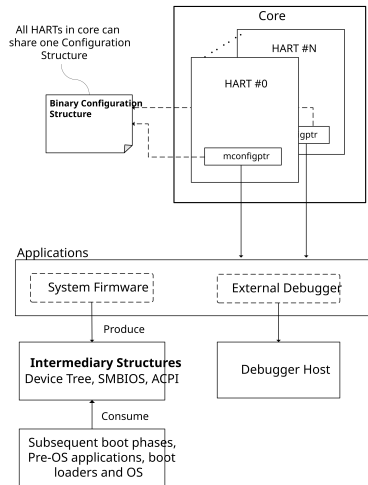 Core
All HARTs in core can
share one Configuration
Structure
HART #N
HART #0
Binary Configuration
Structure
gptr
mconfigptr
Applications
System Firmware
External Debugger
Produce
Intermediary Structures
Device Tree, SMBIOS, ACPI
Debugger Host
Consume
Subsequent boot phases,
Pre-OS applications, boot
loaders and OS